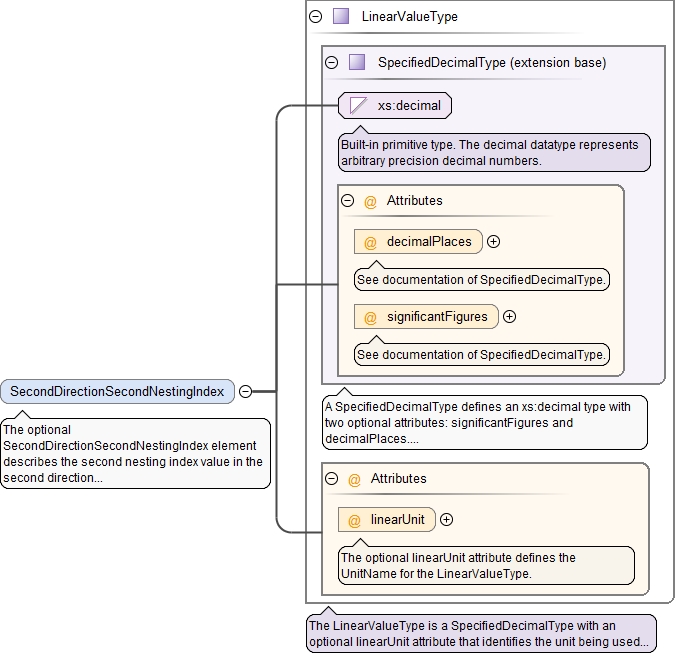 LinearValueType
SpecifiedDecimalType (extension base)
xs:decimal
Built-in primitive type. The decimal datatype represents
arbitrary precision decimal numbers.
@ Attributes
@ decimalPlaces
See documentation of SpecifiedDecimalType.
@ significantFigures
See documentation of SpecifiedDecimalType.
SecondDirectionSecondNestingIndex
The optional
SecondDirectionSecondNestingIndex element
describes the second nesting index value in the
second direction...
A SpecifiedDecimalType defines an xs:decimal type with
two optional attributes: significantFigures and
decimalPlaces....
@ Attributes
@ linearUnit
The optional linearUnit attribute defines the
UnitName for the LinearValueType.
The LinearValueType is a SpecifiedDecimalType with an
optional linearUnit attribute that identifies the unit being used...